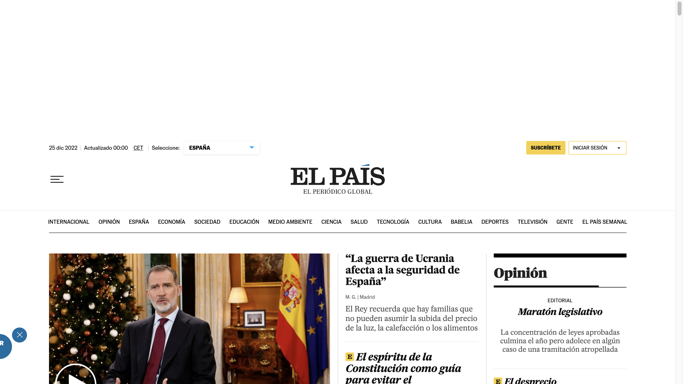 25 dic 2022
Actualizado 00:00 CET
Seleccione:
ESPAÑA
SUSCRÍBETE
INICIAR SESIÓN
EL PAÍS
EL PERIÓDICO GLOBAL
INTERNACIONAL OPINIÓN ESPAÑA ECONOMÍA SOCIEDAD EDUCACIÓN MEDIO AMBIENTE CIENCIA SALUD TECNOLOGÍA CULTURA BABELIA DEPORTES TELEVISIÓN GENTE EL PAÍS SEMANAL
“La guerra de Ucrania
afecta a la seguridad de
España”
M. G. | Madrid
El Rey recuerda que hay familias que
no pueden asumir la subida del precio
de la luz, la calefacción o los alimentos
E El espíritu de la
Constitución como guía
para evitar el
Opinión
EDITORIAL
Maratón legislativo
La concentración de leyes aprobadas
culmina el año pero adolece en algún
caso de una tramitación atropellada
E El desprecio
R